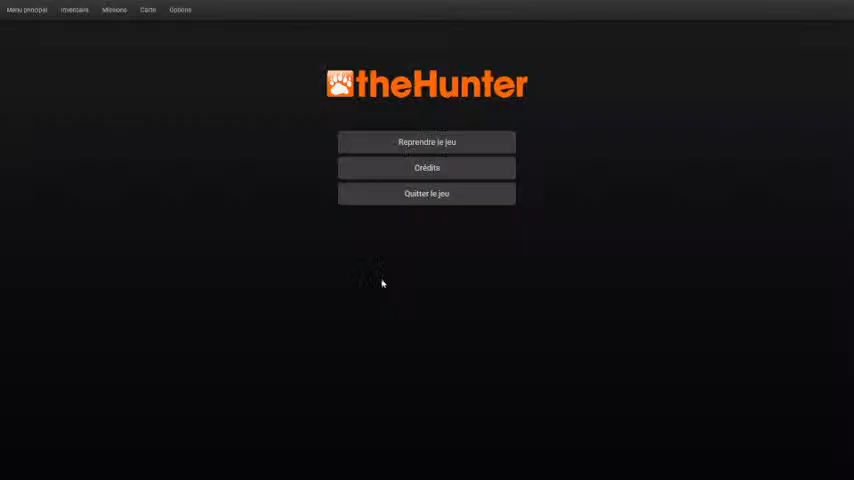 Menu principal Inventaire Missions Carte Options
theHunter
Reprendre le jeu
Crédits
Quitter le jeu